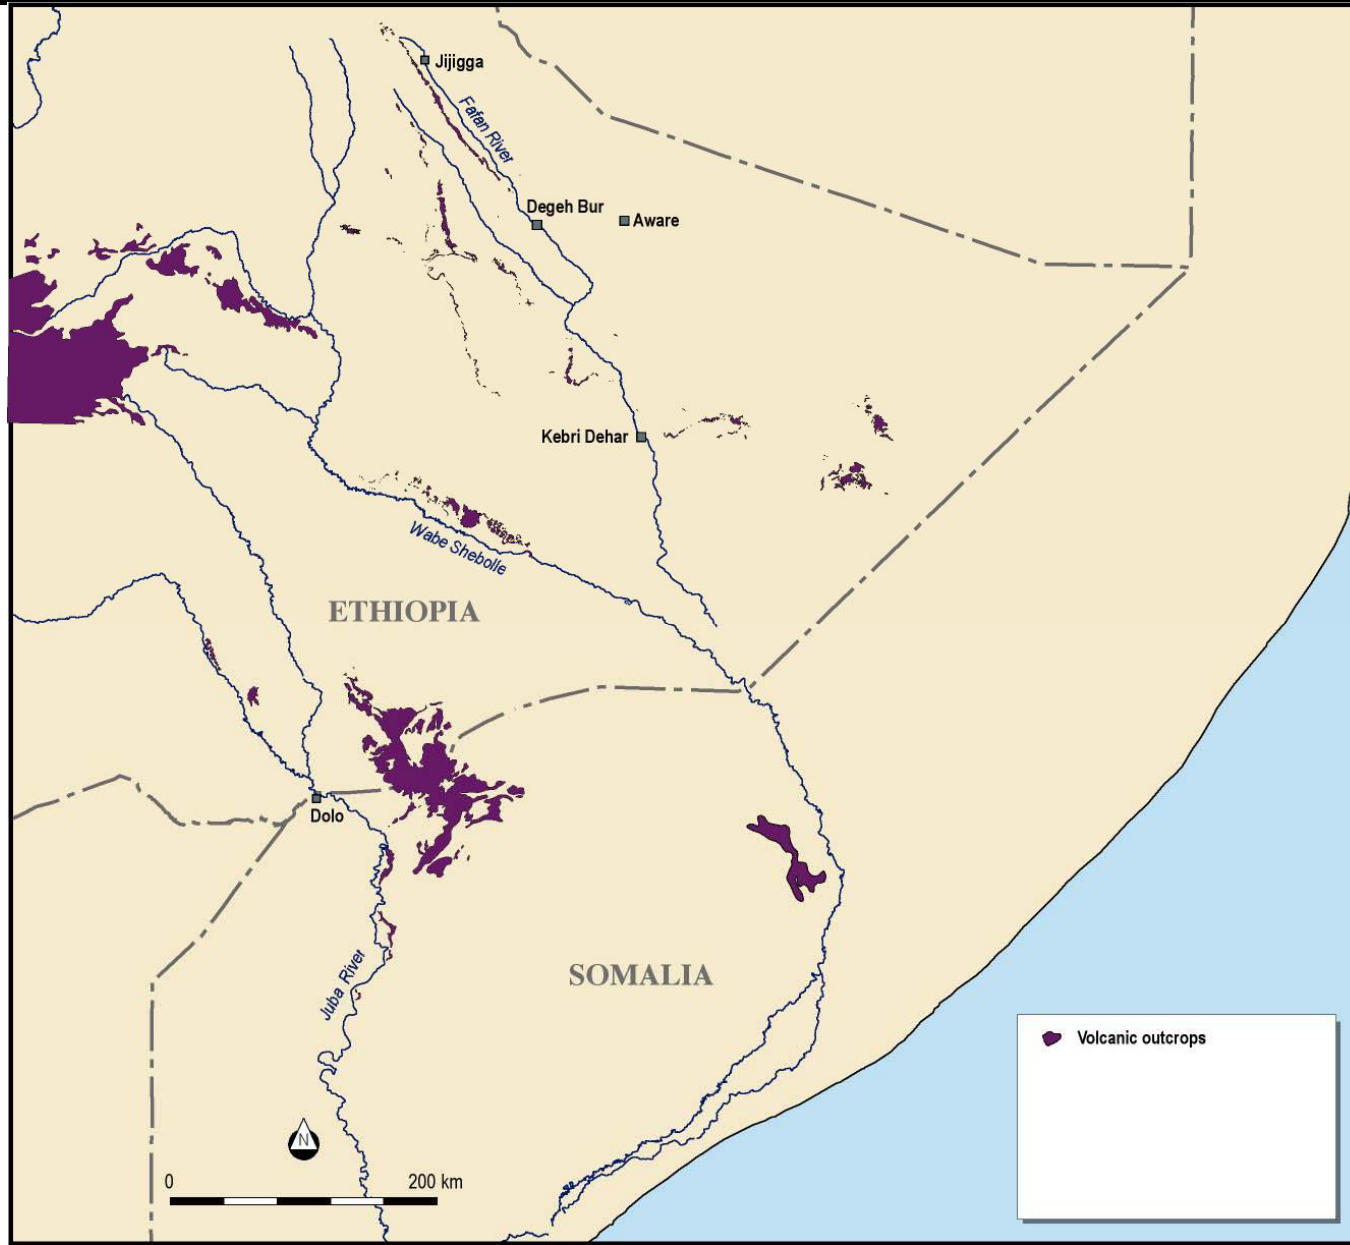 Jijigga
Fafan River
Degeh Bur
Aware
Kebri Dehar
Wabe Shebolle
ETHIOPIA
Dolo
SOMALIA
Juba River
Volcanic outcrops
N
0
200 km